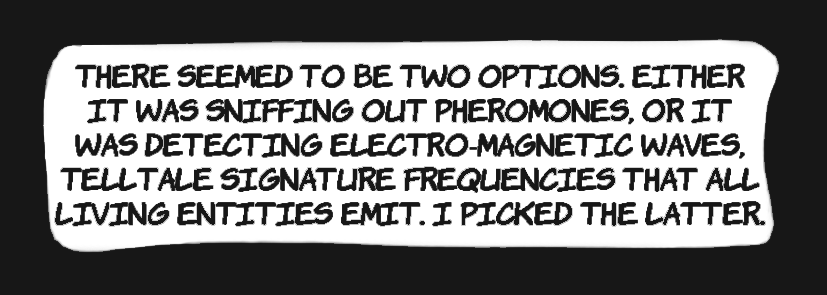 THERE SEEMED TO BE TWO OPTIONS. EITHER
IT WAS SNIFFING OUT PHEROMONES, OR IT
WAS DETECTING ELECTRO-MAGNETIC WAVES,
TELLTALE SIGNATURE FREQUENCIES THAT ALL
LIVING ENTITIES EMIT. I PICKED THE LATTER.